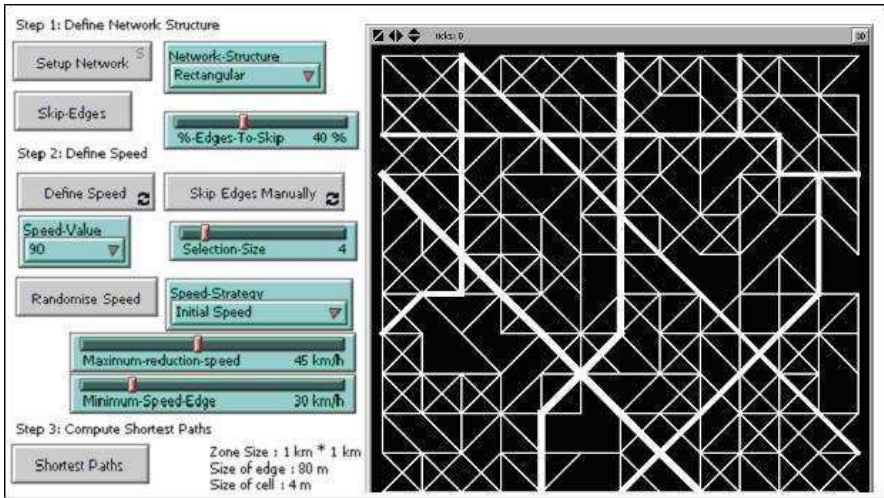 Step 1: Define Network Structure
Setup Network S
Network-Structure
Rectangular
Skip-Edges
%-Edges-To-Skip 40 %
Step 2: Define Speed
Define Speed
Skip Edges Manually
Speed-Value
90
Selection-Size 4
Randomise Speed
Speed-Strategy
Initial Speed
Maximum-reduction-speed 45 km/h
Minimum-Speed-Edge 30 km/h
Step 3: Compute Shortest Paths
Shortest Paths
Zone Size : 1 km * 1 km
Size of edge : 80 m
Size of cell : 4 m
ticks: 0
3D